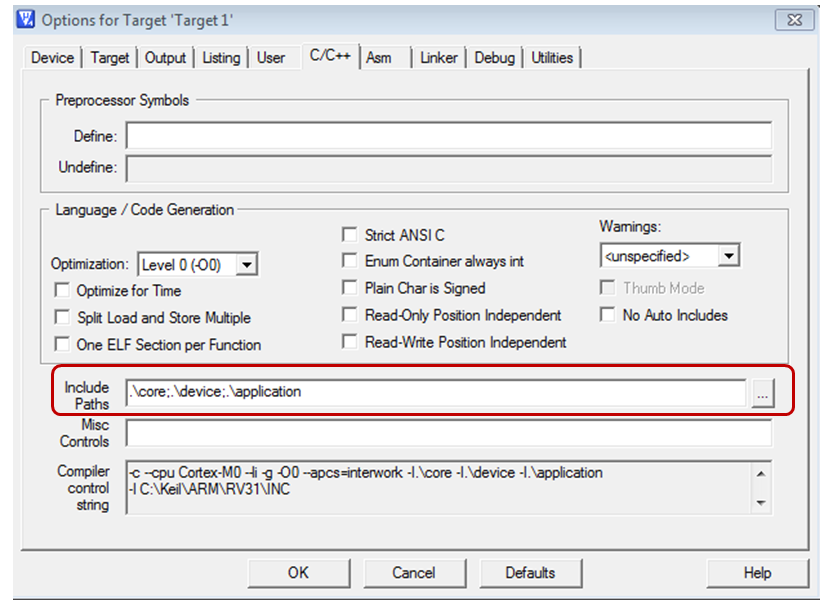 Options for Target 'Target 1'
Device Target Output Listing User C/C++ Asm Linker Debug Utilities
Preprocessor Symbols
Define:
Undefine:
Language / Code Generation
Optimization: Level 0 (-O0)
Optimize for Time
Split Load and Store Multiple
One ELF Section per Function
Strict ANSI C
Enum Container always int
Plain Char is Signed
Read-Only Position Independent
Read-Write Position Independent
Warnings:
<unspecified>
Thumb Mode
No Auto Includes
Include
Paths
.\core;.\device;.\application
...
Misc
Controls
Compiler
control
string
-c --cpu Cortex-M0 --li -g -O0 --apcs=interwork -I.\core -I.\device -I.\application
-I C:\Keil\ARM\RV31\INC
OK Cancel Defaults Help